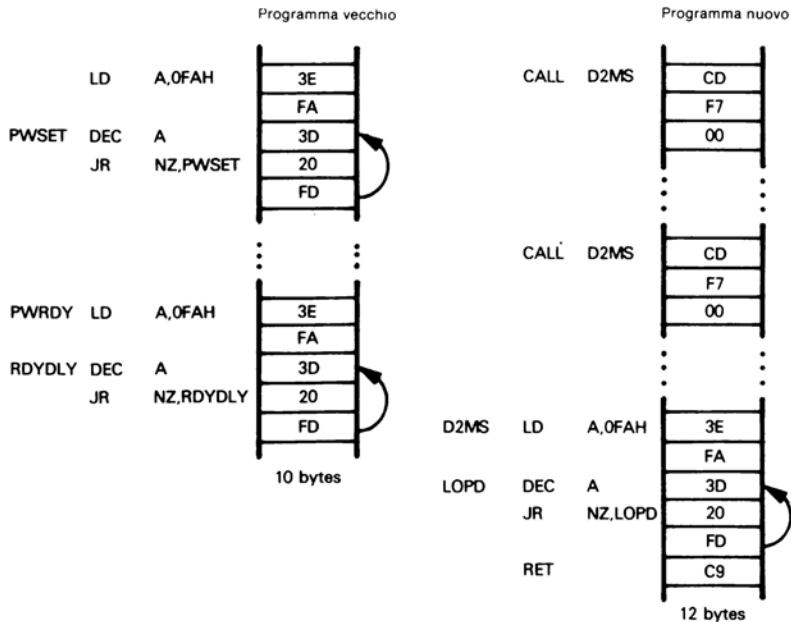 Programma vecchio
LD A,0FAH 3E
FA
PWSET DEC A 3D
JR NZ,PWSET 20
FD
PWRDY LD A,0FAH 3E
FA
RDYDLY DEC A 3D
JR NZ,RDYDLY 20
FD
10 bytes
Programma nuovo
CALL D2MS CD
F7
00
CALL D2MS CD
F7
00
D2MS LD A,0FAH 3E
FA
LOPD DEC A 3D
JR NZ,LOPD 20
FD
RET C9
12 bytes